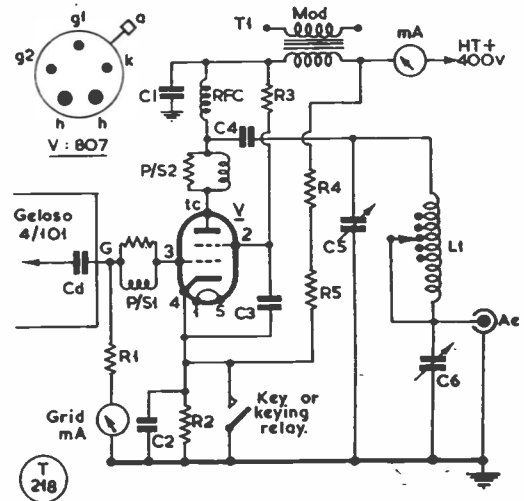 T1 Mod
g1
a
g2
k
h h
V : 807
mA
HT+
400v
C1
RFC
R3
C4
P/S2
R4
tc
V
C5
L1
Geloso
4/101
G
3
2
Cd
P/S1
4
1 5
C3
R5
Ae
R1
C6
Grid
mA
C2
R2
Key or
keying
relay.
T
218